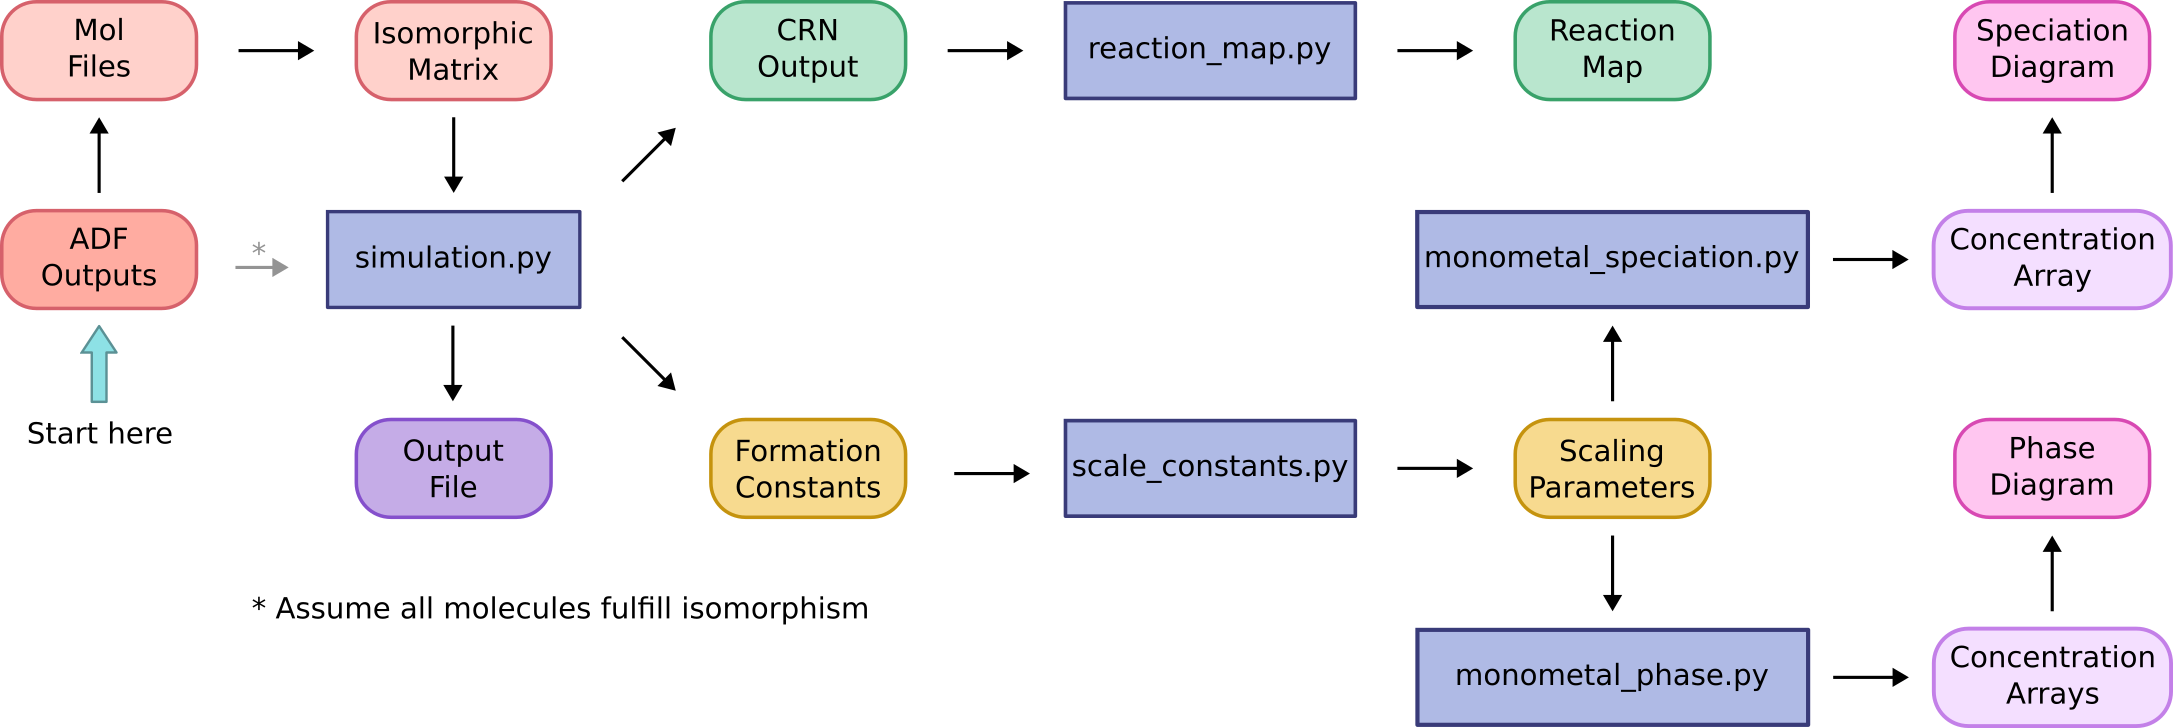 Mol
Files
Isomorphic
Matrix
CRN
Output
reaction_map.py
Reaction
Map
Speciation
Diagram
ADF
Outputs
*
simulation.py
monometal_speciation.py
Concentration
Array
Start here
Output
File
Formation
Constants
scale_constants.py
Scaling
Parameters
Phase
Diagram
* Assume all molecules fulfill isomorphism
monometal_phase.py
Concentration
Arrays